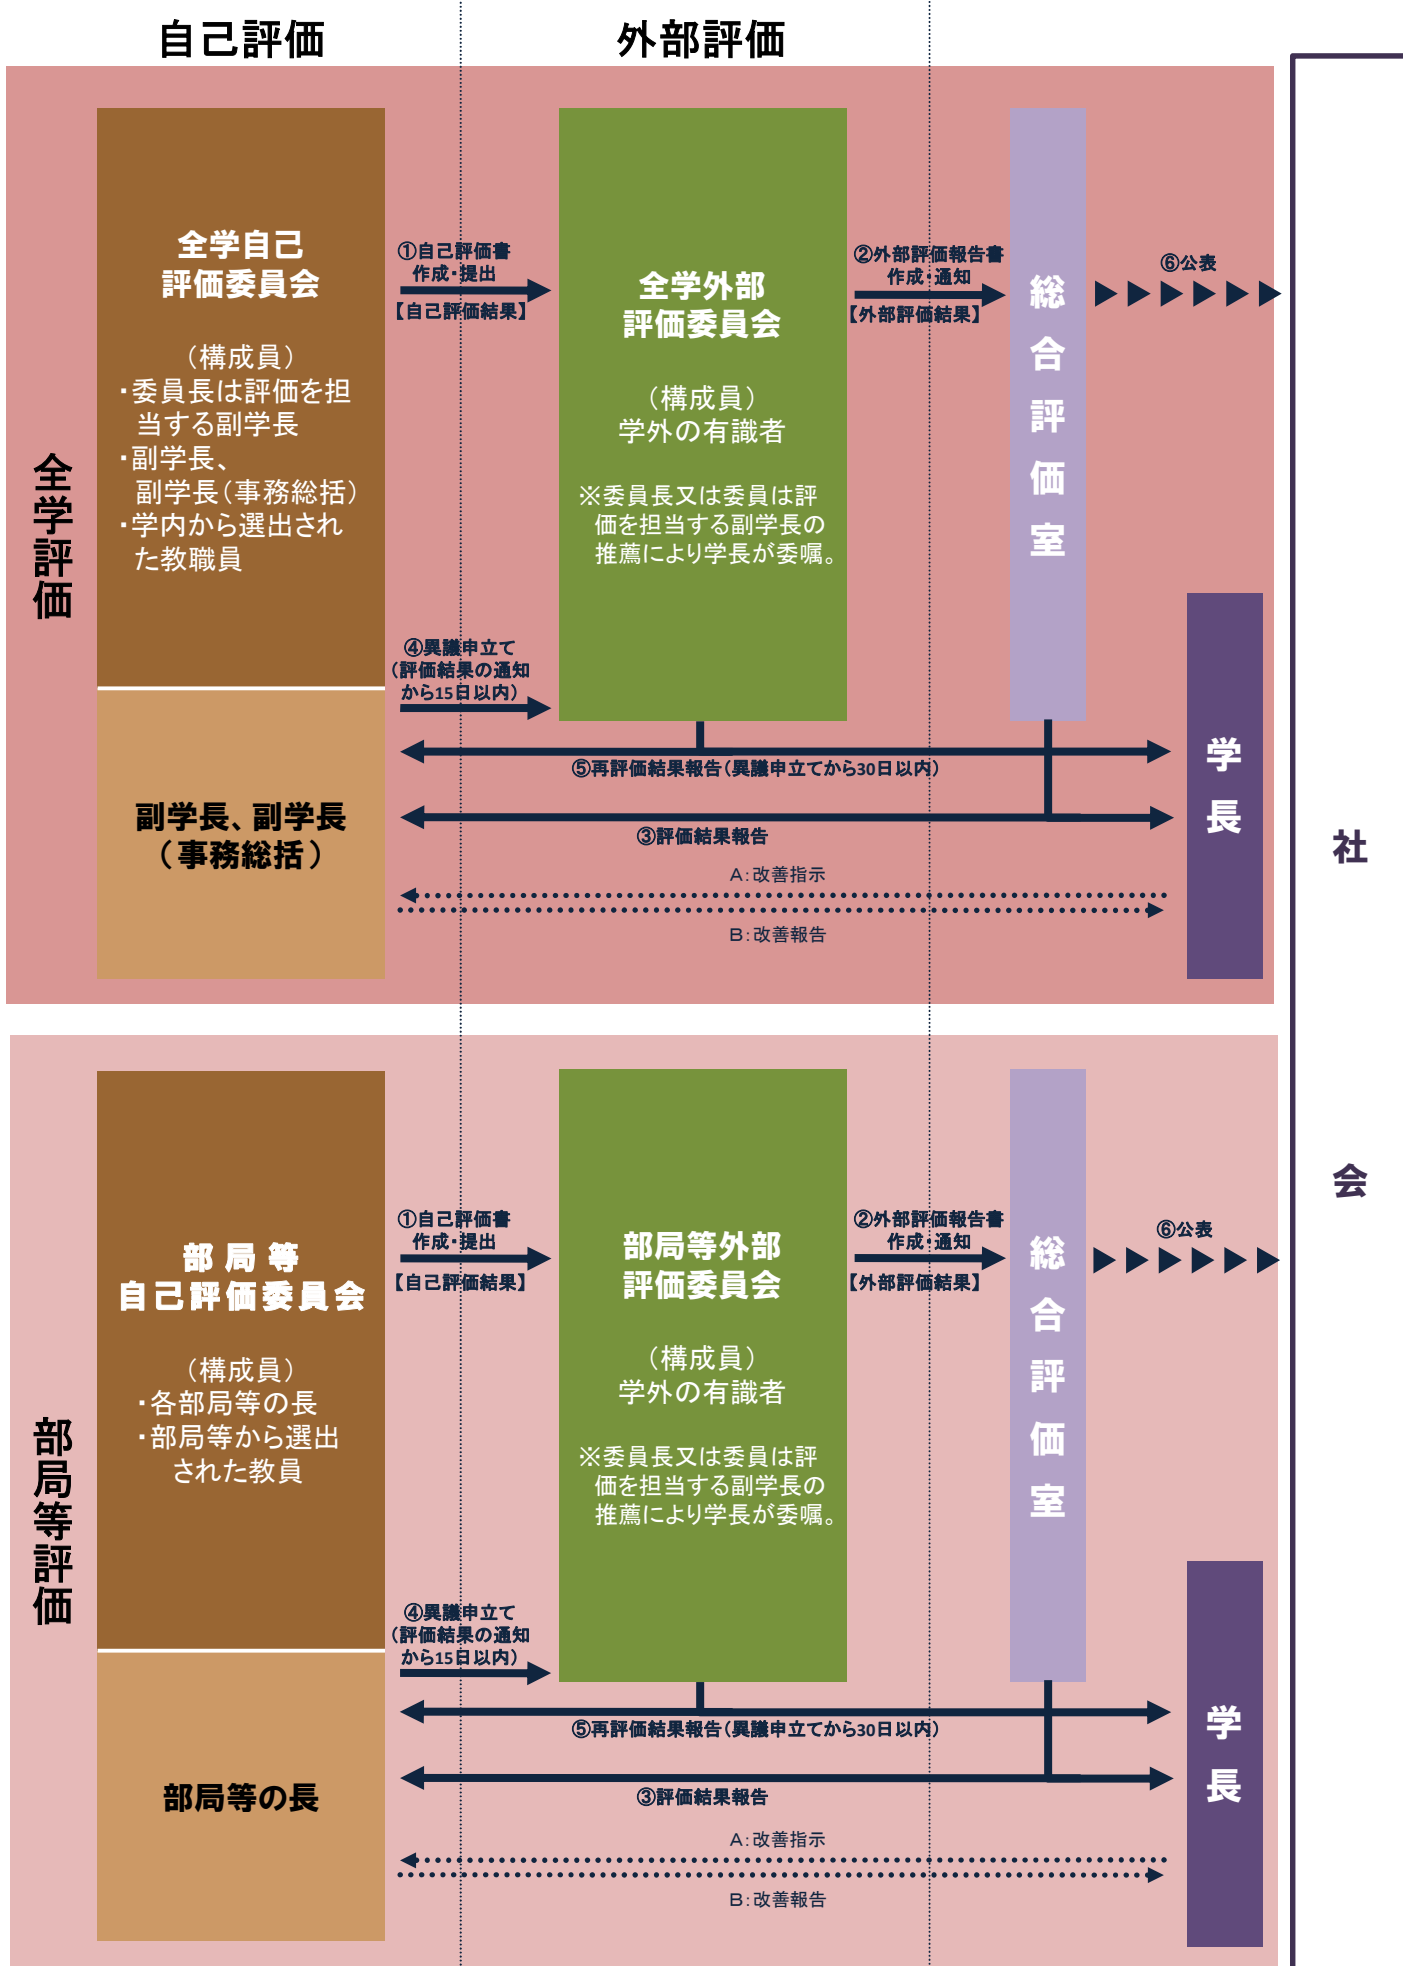 自己評価
外部評価
全学評価
全学自己
評価委員会
（構成員）
・委員長は評価を担
当する副学長
・副学長、
副学長（事務総括）
・学内から選出され
た教職員
①自己評価書
作成・提出
【自己評価結果】
全学外部
評価委員会
（構成員）
学外の有識者
※委員長又は委員は評
価を担当する副学長の
推薦により学長が委嘱。
②外部評価報告書
作成・通知
【外部評価結果】
総合評価室
⑥公表
④異議申立て
（評価結果の通知
から15日以内）
副学長、副学長
（事務総括）
⑤再評価結果報告（異議申立てから30日以内）
③評価結果報告
A：改善指示
B：改善報告
学長
社会
部局等評価
部局等
自己評価委員会
（構成員）
・各部局等の長
・部局等から選出
された教員
①自己評価書
作成・提出
【自己評価結果】
部局等外部
評価委員会
（構成員）
学外の有識者
※委員長又は委員は評
価を担当する副学長の
推薦により学長が委嘱。
②外部評価報告書
作成・通知
【外部評価結果】
総合評価室
⑥公表
④異議申立て
（評価結果の通知
から15日以内）
部局等の長
⑤再評価結果報告（異議申立てから30日以内）
③評価結果報告
A：改善指示
B：改善報告
学長